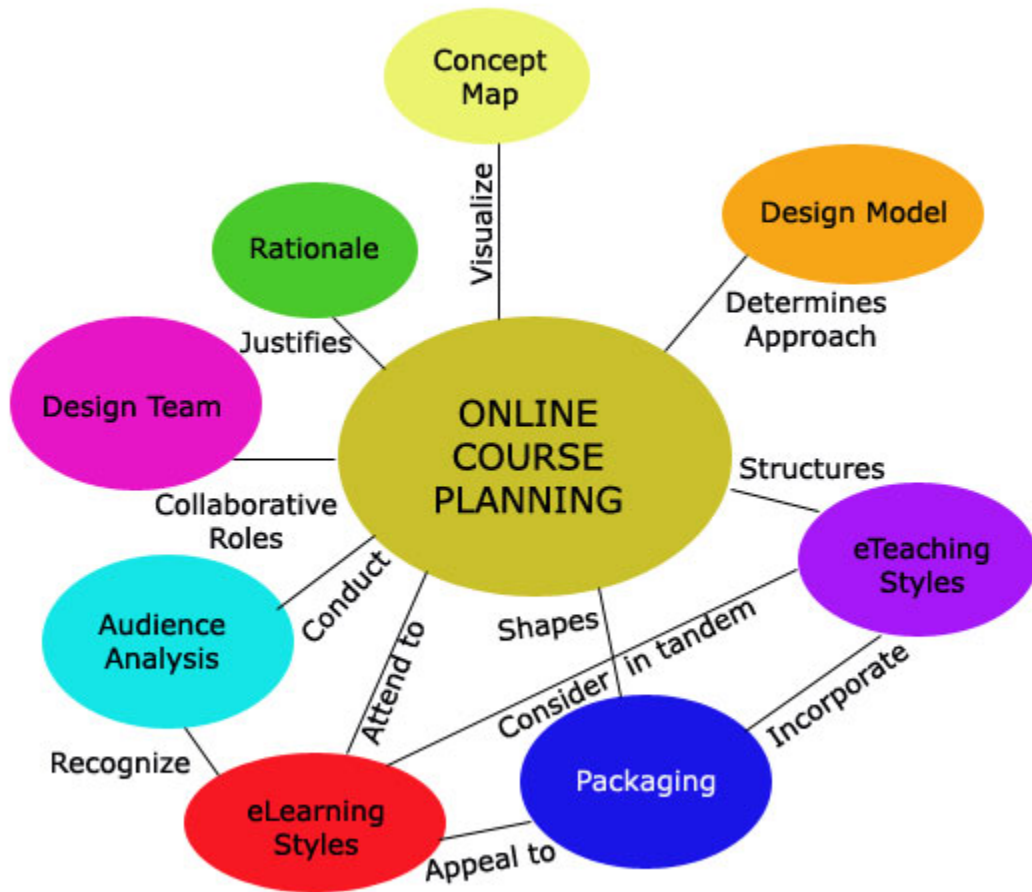 Concept
Map
Visualize
Design Model
Determines
Approach
Rationale
Justifies
Design Team
Collaborative
Roles
ONLINE
COURSE
PLANNING
Structures
eTeaching
Styles
Audience
Analysis
Conduct
Attend to
Shapes
Consider in tandem
Incorporate
Recognize
eLearning
Styles
Appeal to
Packaging